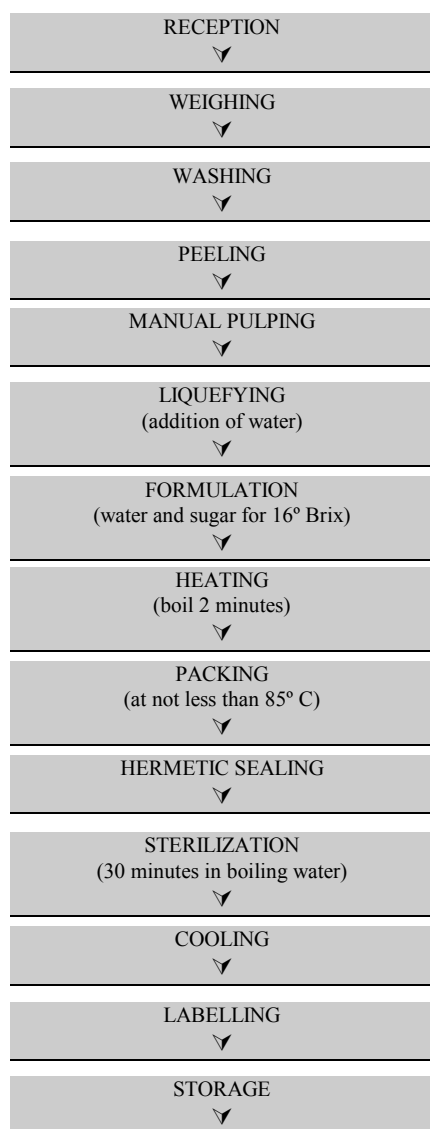 RECEPTION
WEIGHING
WASHING
PEELING
MANUAL PULPING
LIQUEFYING
(addition of water)
FORMULATION
(water and sugar for 16º Brix)
HEATING
(boil 2 minutes)
PACKING
(at not less than 85º C)
HERMETIC SEALING
STERILIZATION
(30 minutes in boiling water)
COOLING
LABELLING
STORAGE